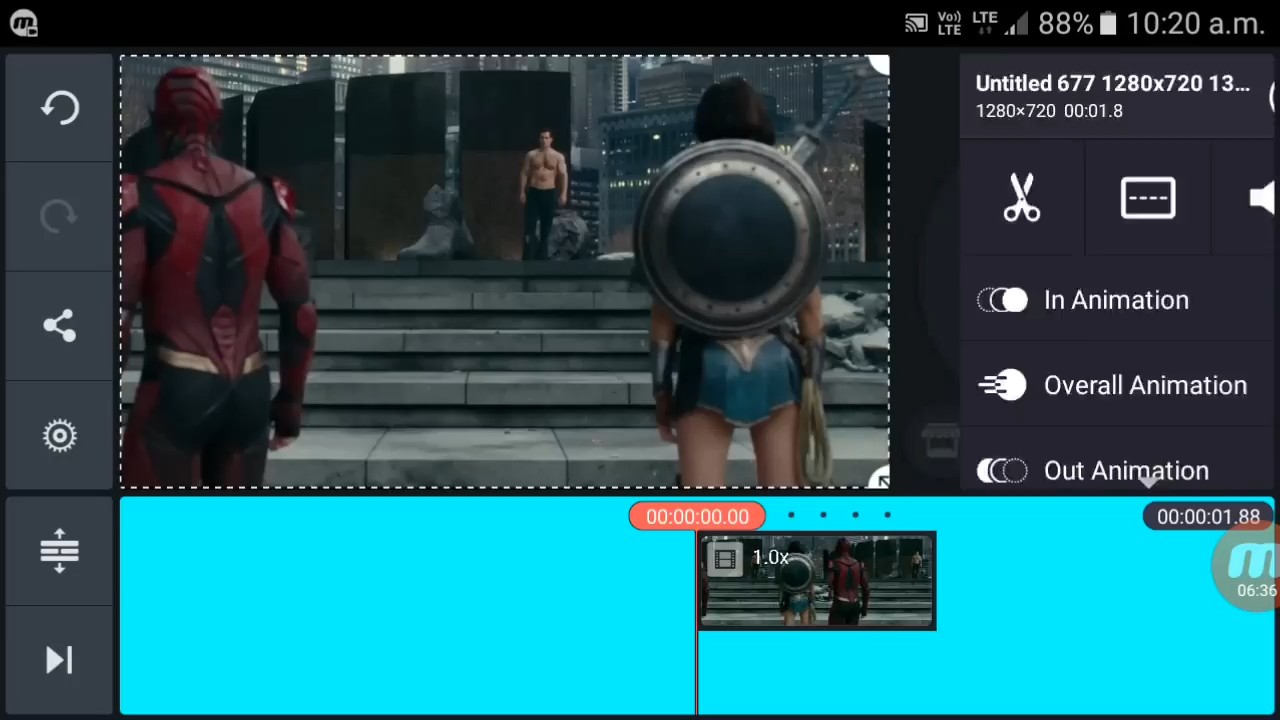 Vo)) LTE LTE 88% 10:20 a.m.
Untitled 677 1280x720 13...
1280×720 00:01.8
In Animation
Overall Animation
Out Animation
00:00:00.00
00:00:01.88
1.0x
06:36